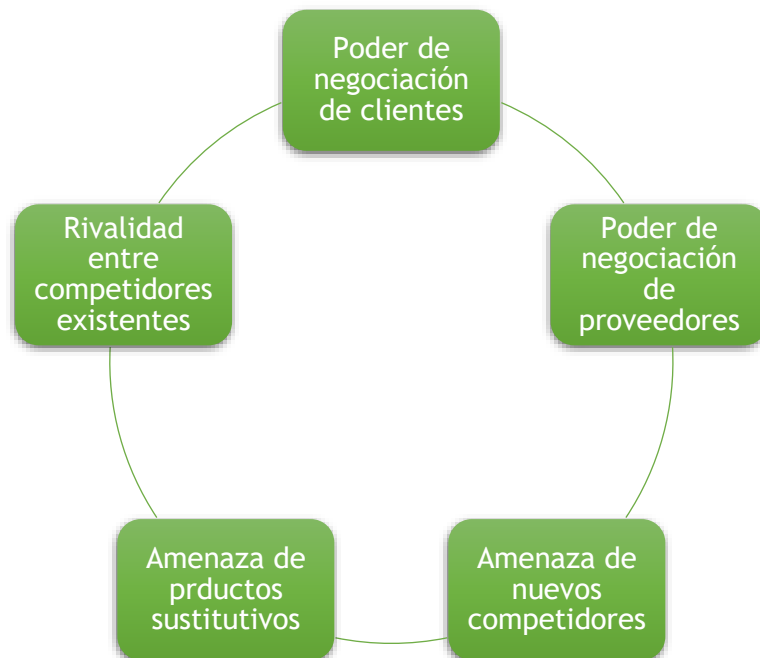 Poder de
negociación
de clientes
Poder de
negociación
de
proveedores
Amenaza de
nuevos
competidores
Amenaza de
prductos
sustitutivos
Rivalidad
entre
competidores
existentes